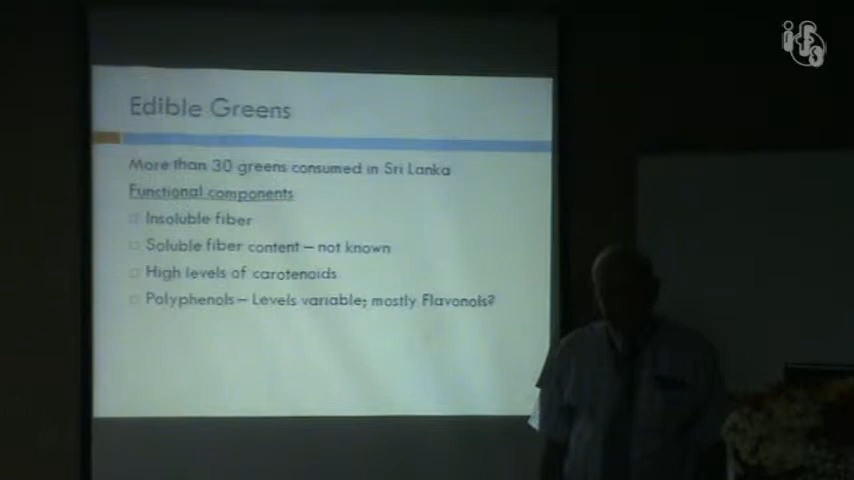 Edible Greens
More than 30 greens consumed in Sri Lanka
Functional components
Insoluble fiber
Soluble fiber content – not known
High levels of carotenoids
Polyphenols – Levels variable; mostly Flavonols?
ifs